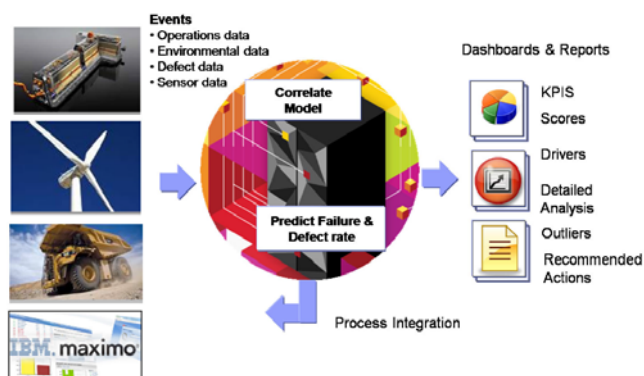 Events
• Operations data
• Environmental data
• Defect data
• Sensor data
Correlate
Model
Predict Failure &
Defect rate
Process Integration
Dashboards & Reports
KPIS
Scores
Drivers
Detailed
Analysis
Outliers
Recommended
Actions
IBM. maximo